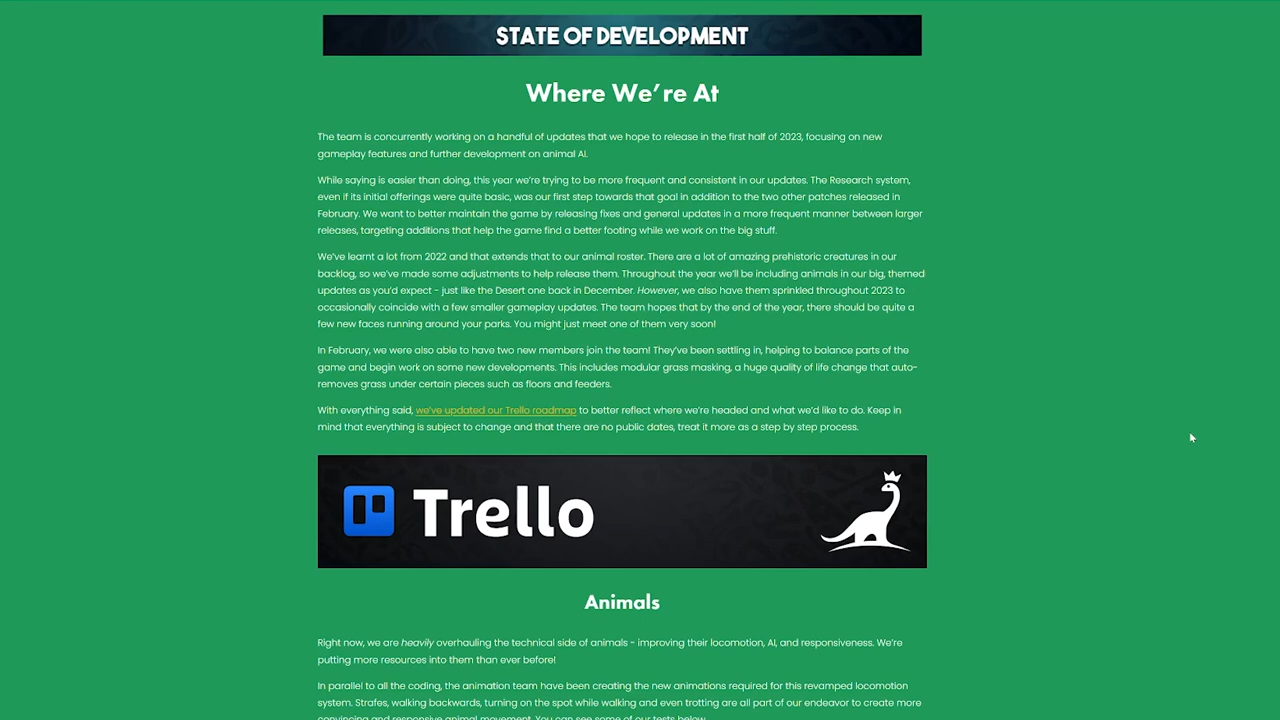 STATE OF DEVELOPMENT
Where We're At
The team is concurrently working on a handful of updates that we hope to release in the first half of 2023, focusing on new
gameplay features and further development on animal AI.
While saying is easier than doing, this year we're trying to be more frequent and consistent in our updates. The Research system,
even if its initial offerings were quite basic, was our first step towards that goal in addition to the two other patches released in
February. We want to better maintain the game by releasing fixes and general updates in a more frequent manner between larger
releases, targeting additions that help the game find a better footing while we work on the big stuff.
We've learnt a lot from 2022 and that extends that to our animal roster. There are a lot of amazing prehistoric creatures in our
backlog, so we've made some adjustments to help release them. Throughout the year we'll be including animals in our big, themed
updates as you'd expect - just like the Desert one back in December. However, we also have them sprinkled throughout 2023 to
occasionally coincide with a few smaller gameplay updates. The team hopes that by the end of the year, there should be quite a
few new faces running around your parks. You might just meet one of them very soon!
In February, we were also able to have two new members join the team! They've been settling in, helping to balance parts of the
game and begin work on some new developments. This includes modular grass masking, a huge quality of life change that auto-
removes grass under certain pieces such as floors and feeders.
With everything said, we've updated our Trello roadmap to better reflect where we're headed and what we'd like to do. Keep in
mind that everything is subject to change and that there are no public dates, treat it more as a step by step process.
Trello
Animals
Right now, we are heavily overhauling the technical side of animals - improving their locomotion, AI, and responsiveness. We're
putting more resources into them than ever before!
In parallel to all the coding, the animation team have been creating the new animations required for this revamped locomotion
system. Strafes, walking backwards, turning on the spot while walking and even trotting are all part of our endeavor to create more
convincing and responsive animal movement. You can see some of our tests below.